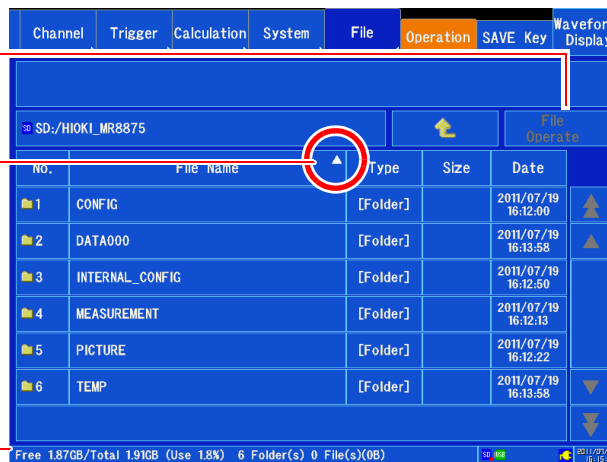 Channel Trigger Calculation System File Operation SAVE Key Wavefor
Display
SD:/HIOKI_MR8875 File
Operate
No. File Name Type Size Date
1 CONFIG [Folder] 2011/07/19
16:12:00
2 DATA000 [Folder] 2011/07/19
16:13:58
3 INTERNAL_CONFIG [Folder] 2011/07/19
16:12:50
4 MEASUREMENT [Folder] 2011/07/19
16:12:13
5 PICTURE [Folder] 2011/07/19
16:12:22
6 TEMP [Folder] 2011/07/19
16:13:58
Free 1.87GB/Total 1.91GB (Use 1.8%) 6 Folder(s) 0 File(s)(0B) SD USB